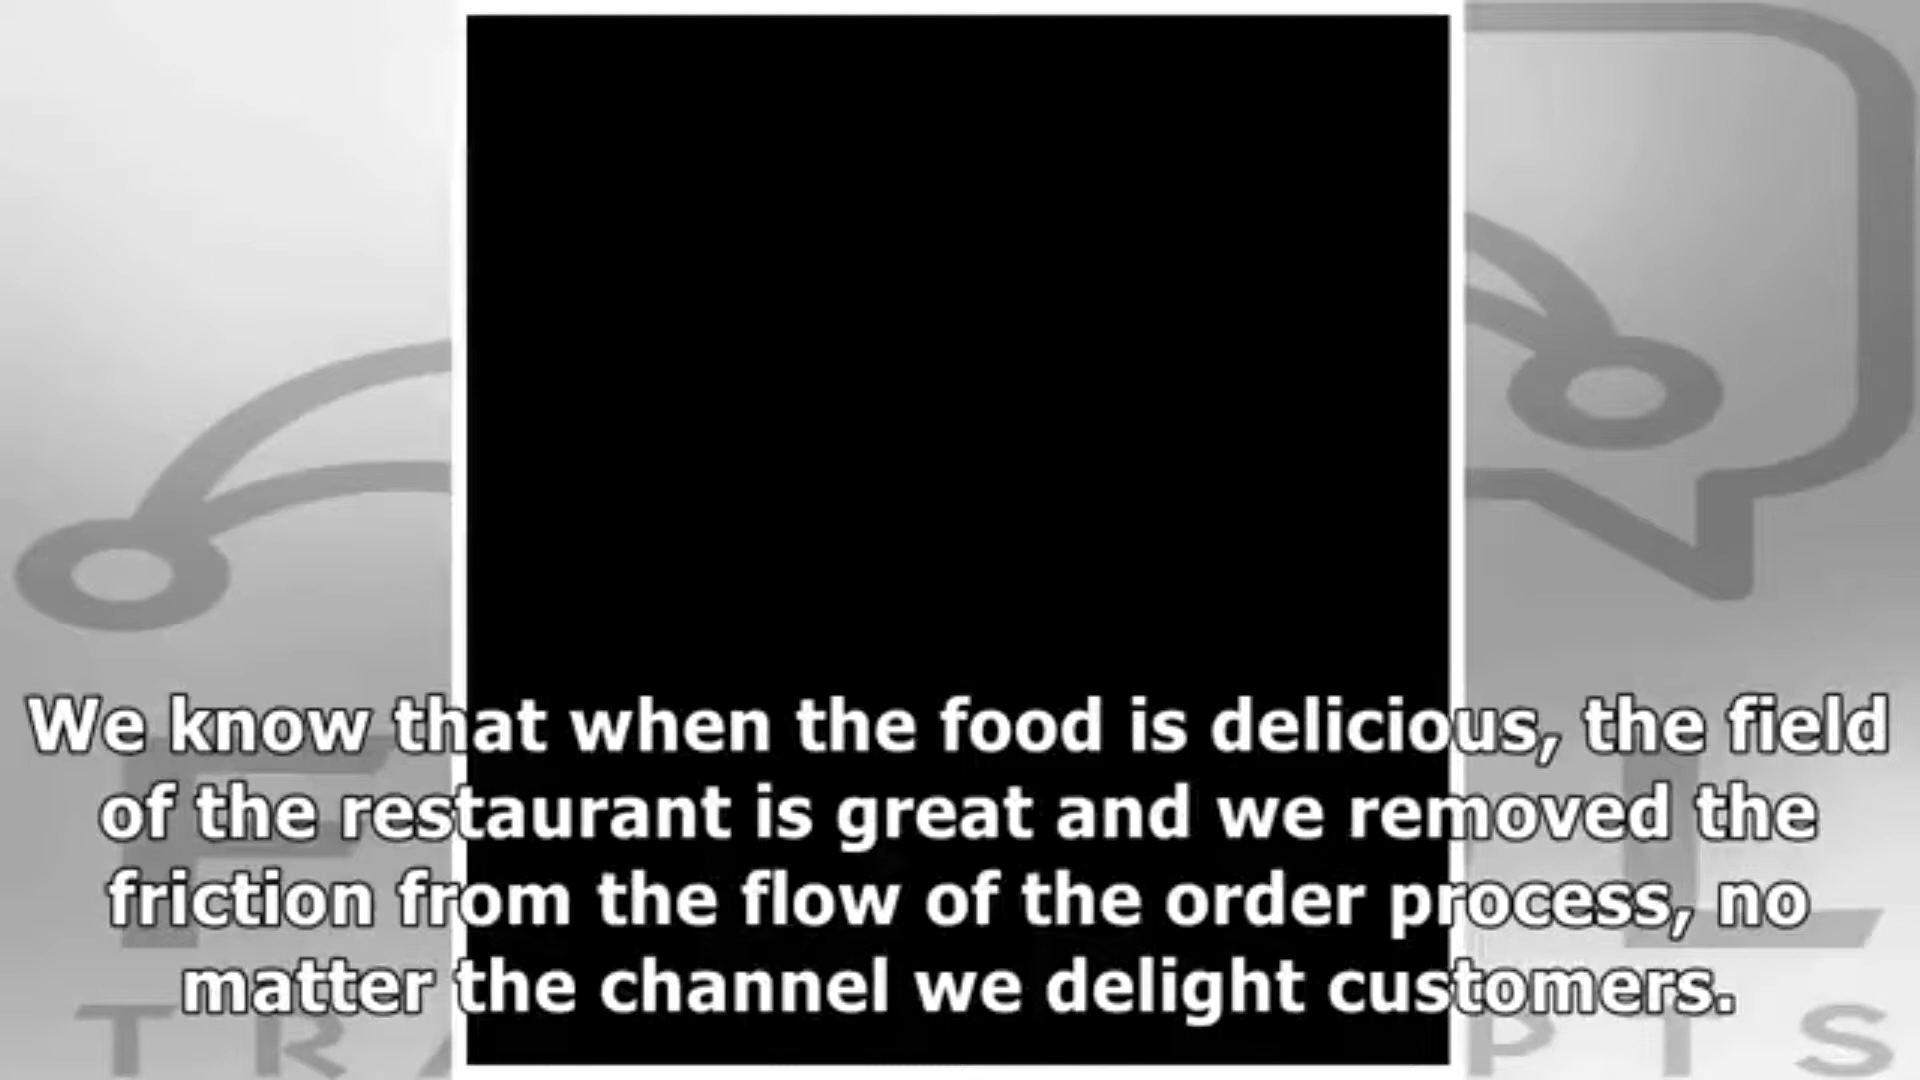 We know that when the food is delicious, the field
of the restaurant is great and we removed the
friction from the flow of the order process, no
matter the channel we delight customers.